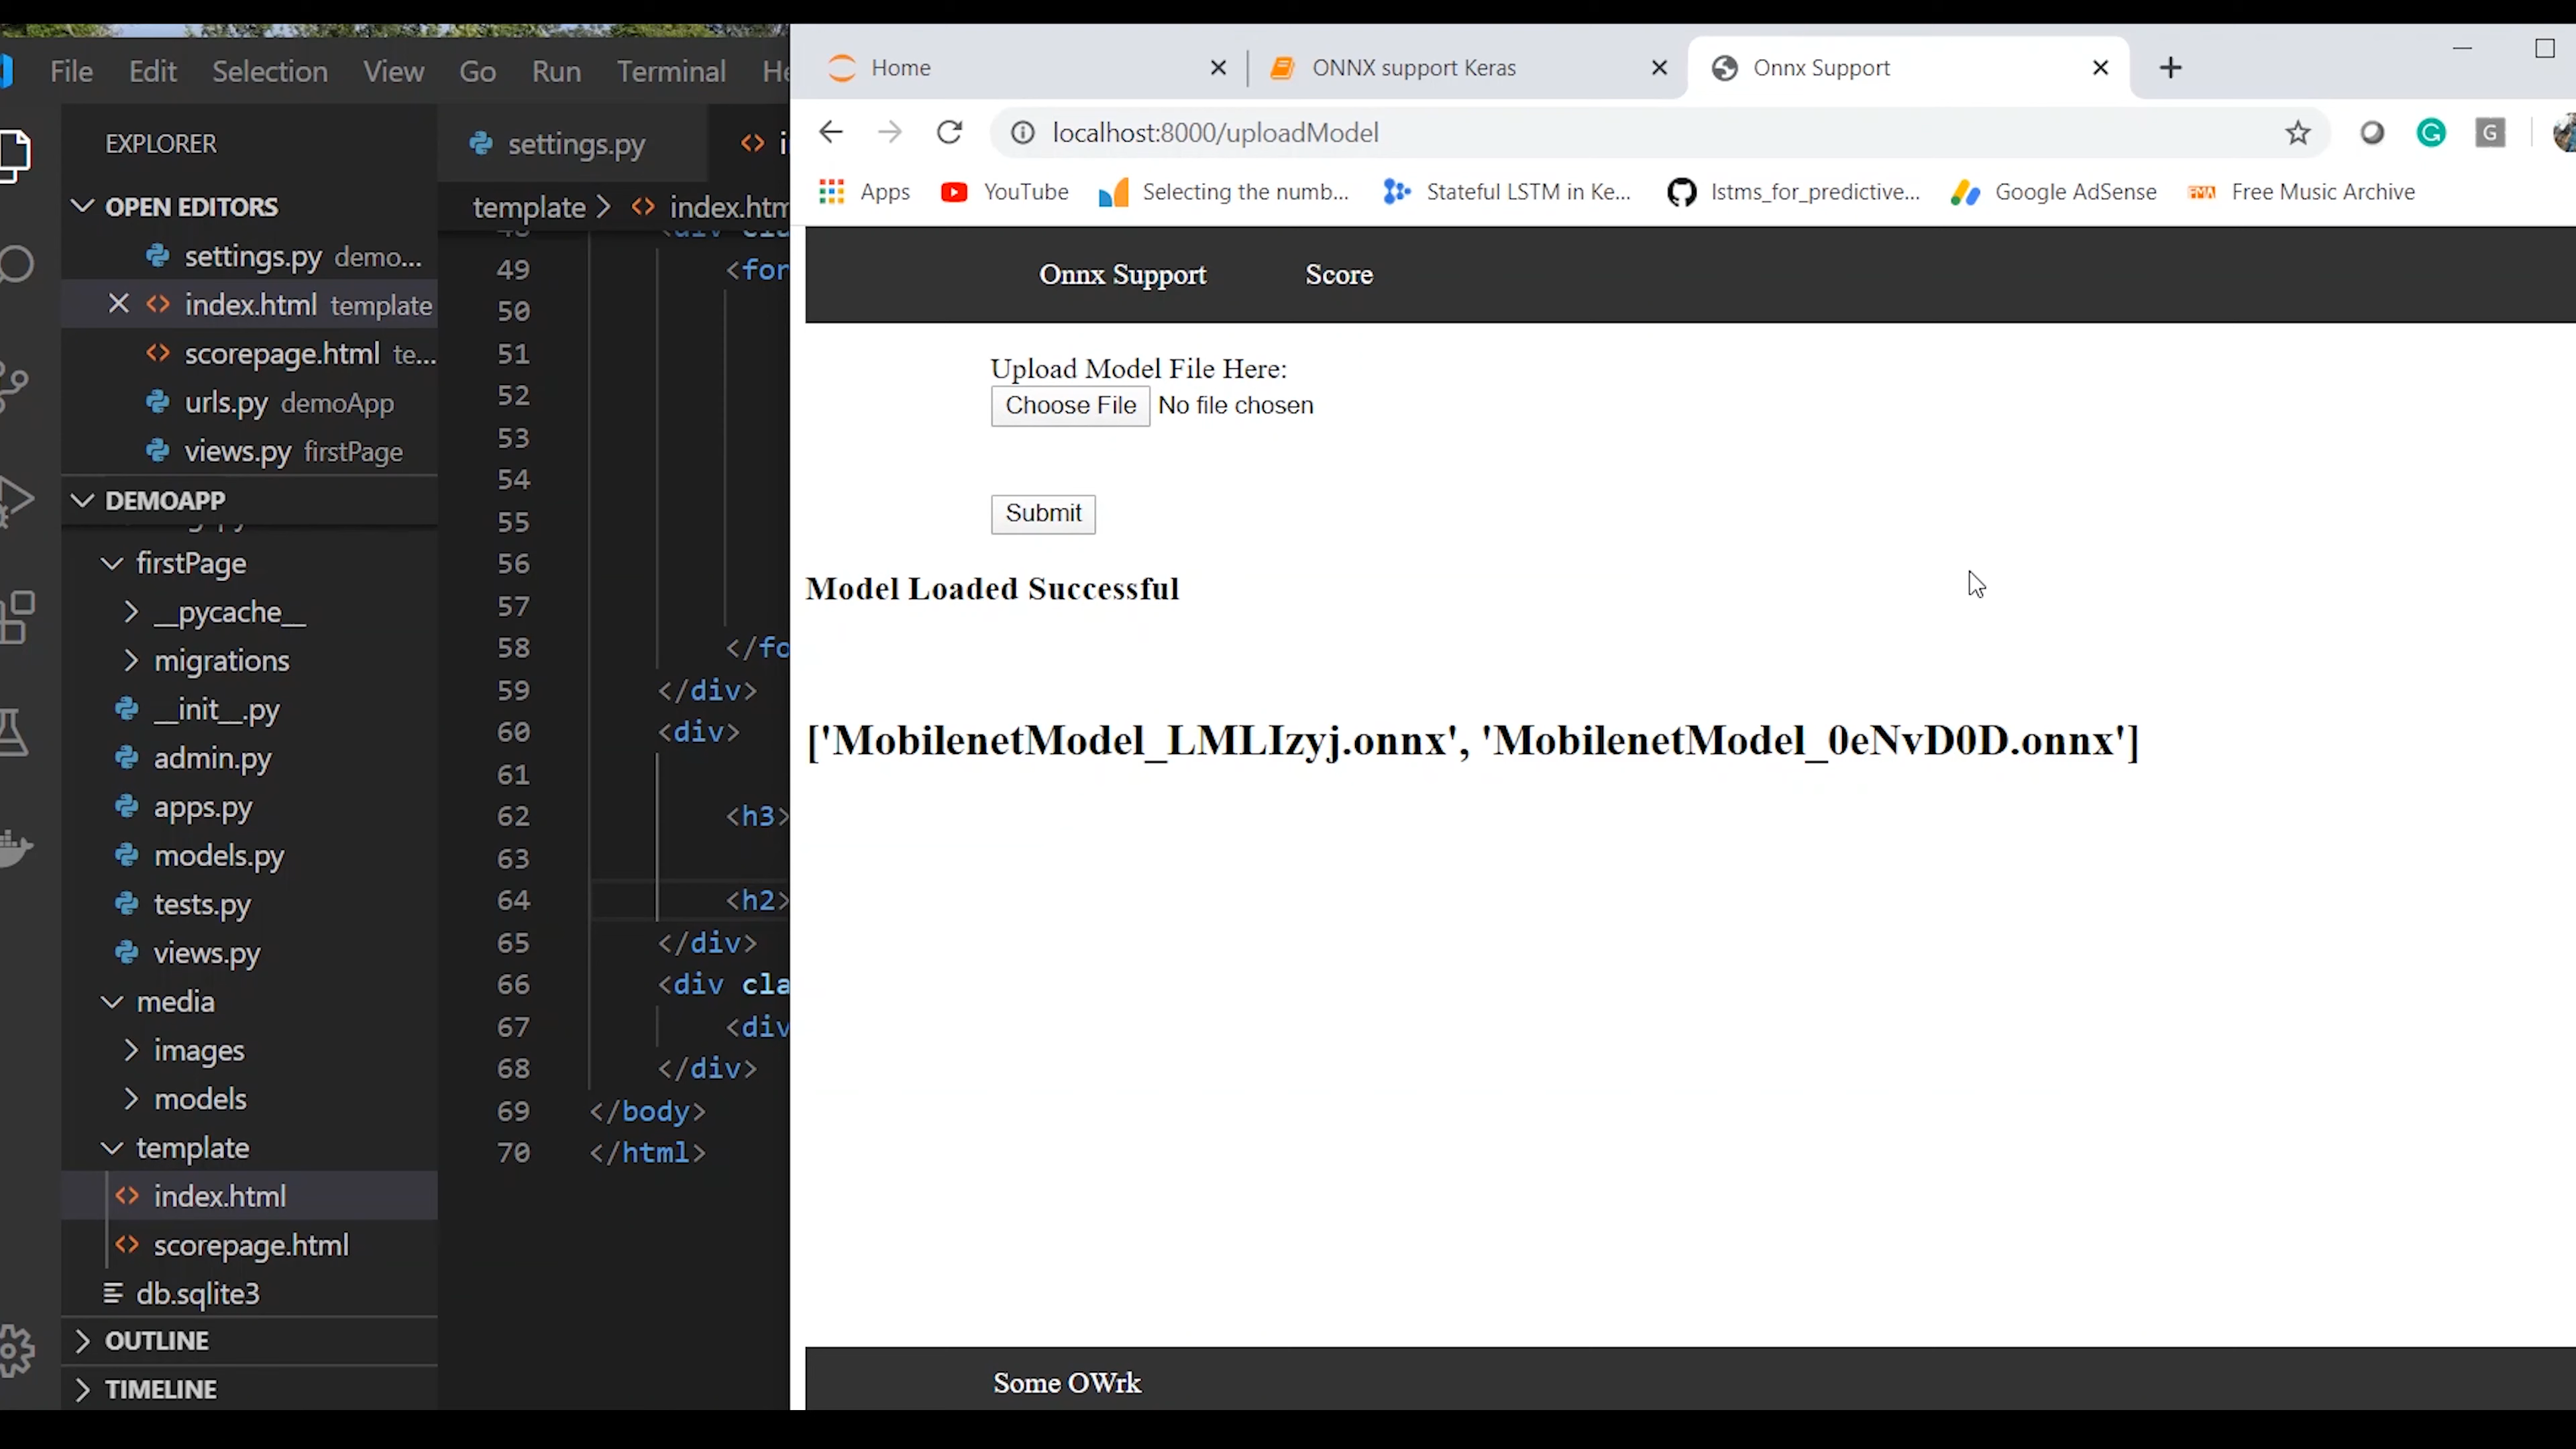 File Edit Selection View Go Run Terminal
EXPLORER
OPEN EDITORS
settings.py demo...
index.html template
scorepage.html te...
urls.py demoApp
views.py firstPage
DEMOAPP
firstPage
__pycache__
migrations
__init__.py
admin.py
apps.py
models.py
tests.py
views.py
media
images
models
template
index.html
scorepage.html
db.sqlite3
OUTLINE
TIMELINE
settings.py
template > index.htm
49 <for
50
51
52
53
54
55
56
57
58 </fo
59 </div>
60 <div>
61
62 <h3>
63
64 <h2>
65 </div>
66 <div cla
67 <div
68 </div>
69 </body>
70 </html>
Home
ONNX support Keras
Onnx Support
localhost:8000/uploadModel
Apps YouTube Selecting the numb... Stateful LSTM in Ke... lstms_for_predictive... Google AdSense FMA Free Music Archive
Onnx Support Score
Upload Model File Here:
Choose File No file chosen
Submit
Model Loaded Successful
['MobilenetModel_LMLIzyj.onnx', 'MobilenetModel_0eNvD0D.onnx']
Some OWrk